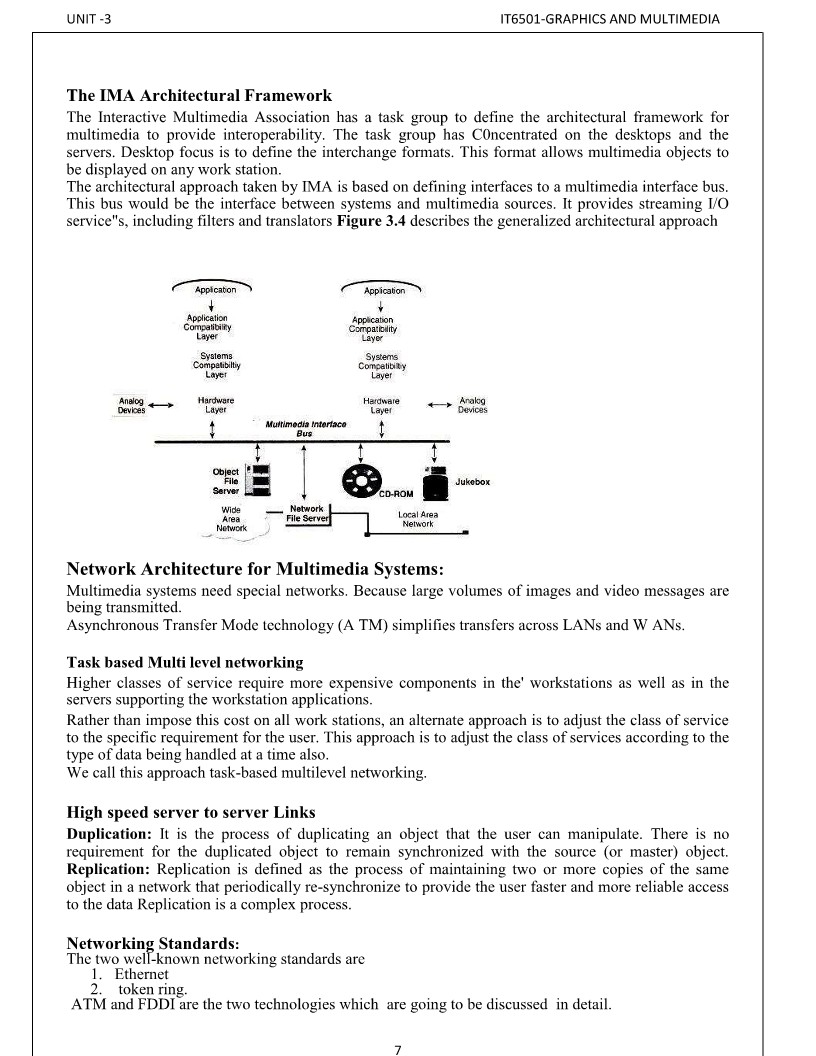 UNIT -3 IT6501-GRAPHICS AND MULTIMEDIA
The IMA Architectural Framework
The Interactive Multimedia Association has a task group to define the architectural framework for
multimedia to provide interoperability. The task group has C0ncentrated on the desktops and the
servers. Desktop focus is to define the interchange formats. This format allows multimedia objects to
be displayed on any work station.
The architectural approach taken by IMA is based on defining interfaces to a multimedia interface bus.
This bus would be the interface between systems and multimedia sources. It provides streaming I/O
service"s, including filters and translators Figure 3.4 describes the generalized architectural approach
Application
Application
Compatibility
Layer
Systems
Compatibiltiy
Layer
Analog
Devices
Hardware
Layer
Application
Application
Compatibility
Layer
Systems
Compatibiltiy
Layer
Hardware
Layer
Analog
Devices
Multimedia Interface
Bus
Object
File
Server
CD-ROM
Jukebox
Wide
Area
Network
Network
File Server
Local Area
Network
Network Architecture for Multimedia Systems:
Multimedia systems need special networks. Because large volumes of images and video messages are
being transmitted.
Asynchronous Transfer Mode technology (A TM) simplifies transfers across LANs and W ANs.
Task based Multi level networking
Higher classes of service require more expensive components in the' workstations as well as in the
servers supporting the workstation applications.
Rather than impose this cost on all work stations, an alternate approach is to adjust the class of service
to the specific requirement for the user. This approach is to adjust the class of services according to the
type of data being handled at a time also.
We call this approach task-based multilevel networking.
High speed server to server Links
Duplication: It is the process of duplicating an object that the user can manipulate. There is no
requirement for the duplicated object to remain synchronized with the source (or master) object.
Replication: Replication is defined as the process of maintaining two or more copies of the same
object in a network that periodically re-synchronize to provide the user faster and more reliable access
to the data Replication is a complex process.
Networking Standards:
The two well-known networking standards are
1. Ethernet
2. token ring.
ATM and FDDI are the two technologies which are going to be discussed in detail.
7